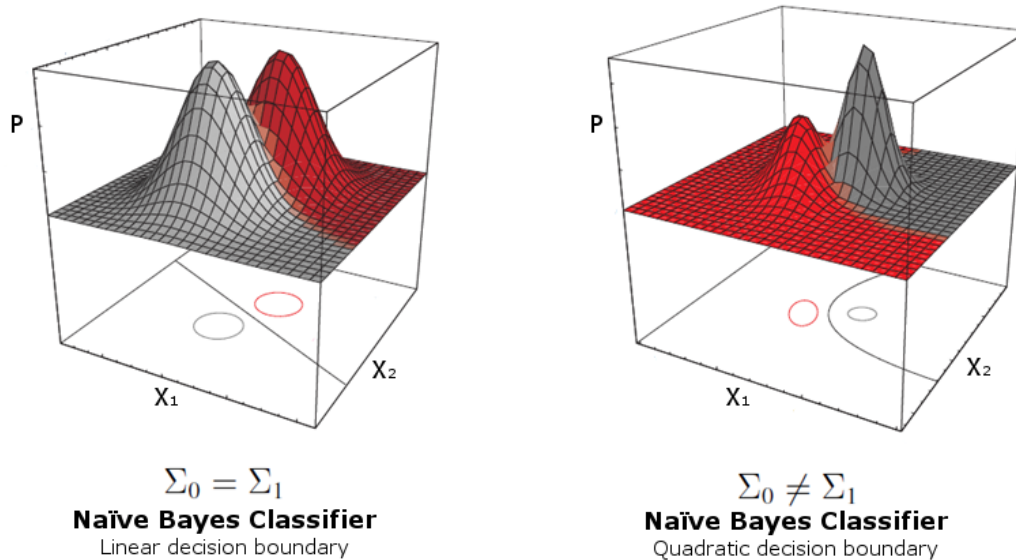 P
X₁
X₂
Σ₀ = Σ₁
Naïve Bayes Classifier
Linear decision boundary
P
X₁
X₂
Σ₀ ≠ Σ₁
Naïve Bayes Classifier
Quadratic decision boundary